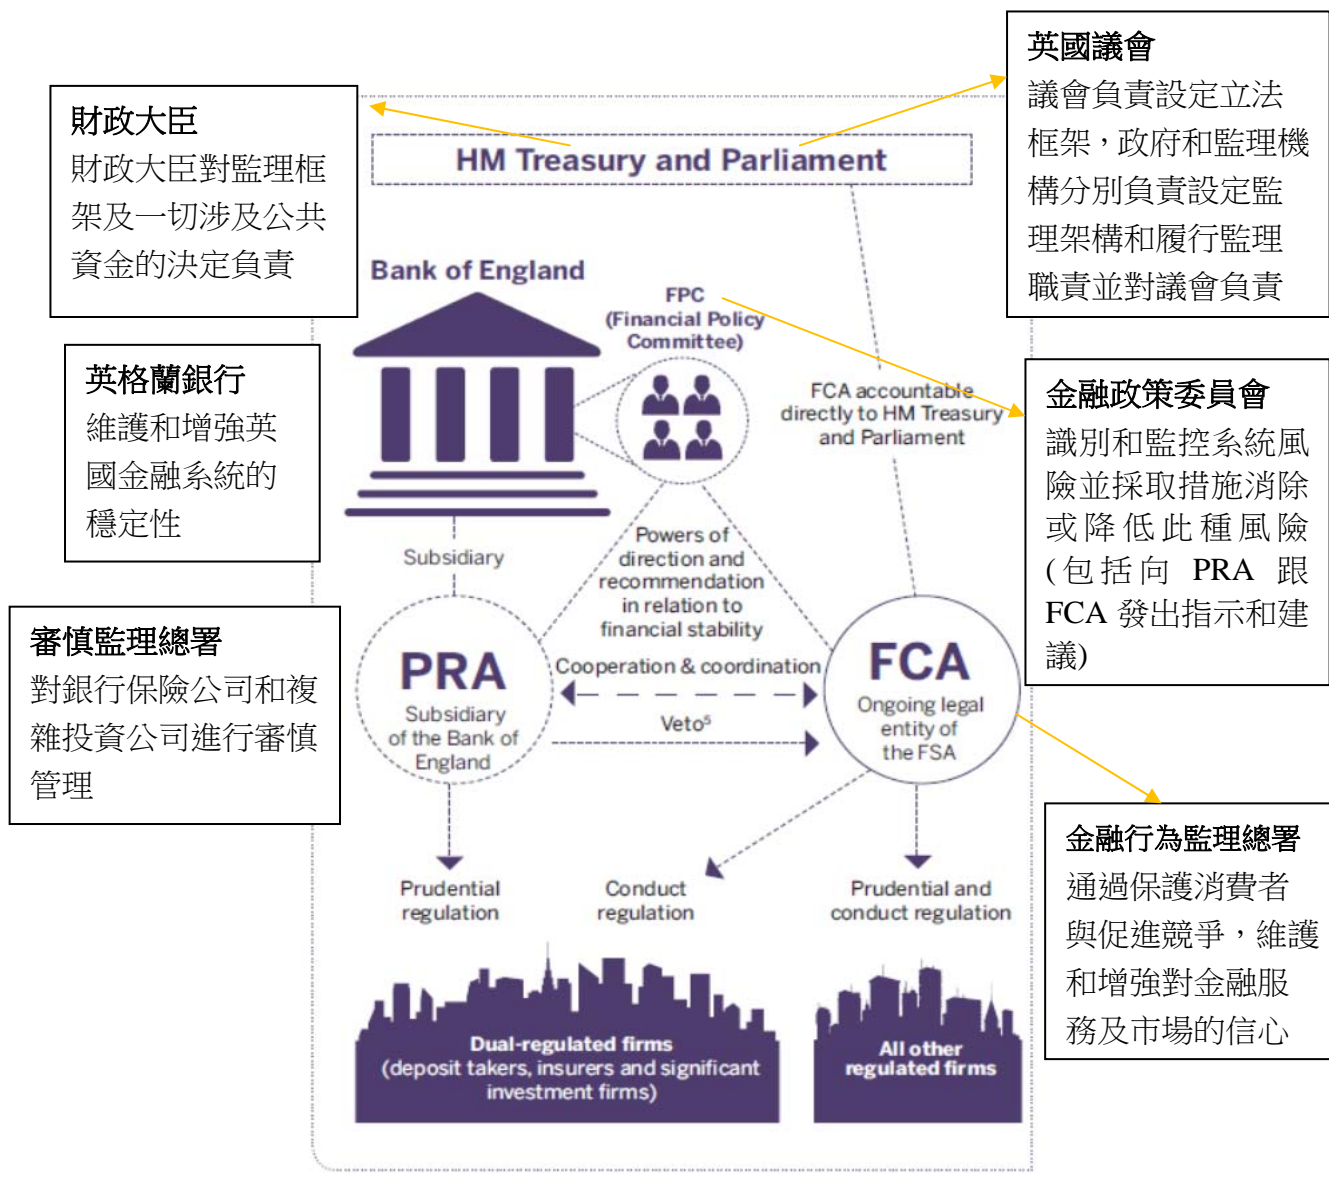 英國議會
議會負責設定立法
框架，政府和監理機
構分別負責設定監
理架構和履行監理
職責並對議會負責
財政大臣
財政大臣對監理框
架及一切涉及公共
資金的決定負責
HM Treasury and Parliament
Bank of England
FPC
(Financial Policy
Committee)
英格蘭銀行
維護和增強英
國金融系統的
穩定性
FCA accountable
directly to HM Treasury
and Parliament
金融政策委員會
識別和監控系統風
險並採取措施消除
或降低此種風險
(包括向 PRA 跟
FCA 發出指示和建
議)
Subsidiary
Powers of
direction and
recommendation
in relation to
financial stability
審慎監理總署
對銀行保險公司和複
雜投資公司進行審慎
管理
PRA
Subsidiary
of the Bank of
England
Cooperation & coordination
Veto⁵
FCA
Ongoing legal
entity of
the FSA
金融行為監理總署
通過保護消費者
與促進競爭，維護
和增強對金融服
務及市場的信心
Prudential
regulation
Conduct
regulation
Prudential and
conduct regulation
Dual-regulated firms
(deposit takers, insurers and significant
investment firms)
All other
regulated firms